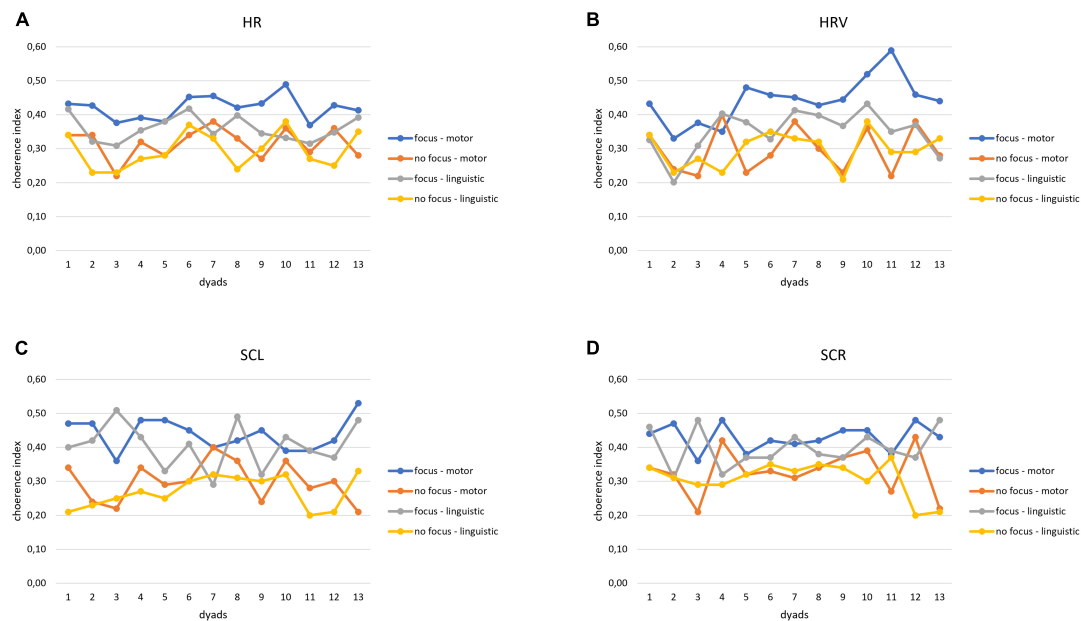 A
HR
0,60
0,50
0,40
0,30
0,20
0,10
0,00
choerence index
1 2 3 4 5 6 7 8 9 10 11 12 13
dyads
focus - motor
no focus - motor
focus - linguistic
no focus - linguistic
B
HRV
0,60
0,50
0,40
0,30
0,20
0,10
0,00
choerence index
1 2 3 4 5 6 7 8 9 10 11 12 13
dyads
focus - motor
no focus - motor
focus - linguistic
no focus - linguistic
C
SCL
0,60
0,50
0,40
0,30
0,20
0,10
0,00
choerence index
1 2 3 4 5 6 7 8 9 10 11 12 13
dyads
focus - motor
no focus - motor
focus - linguistic
no focus - linguistic
D
SCR
0,60
0,50
0,40
0,30
0,20
0,10
0,00
choerence index
1 2 3 4 5 6 7 8 9 10 11 12 13
dyads
focus - motor
no focus - motor
focus - linguistic
no focus - linguistic